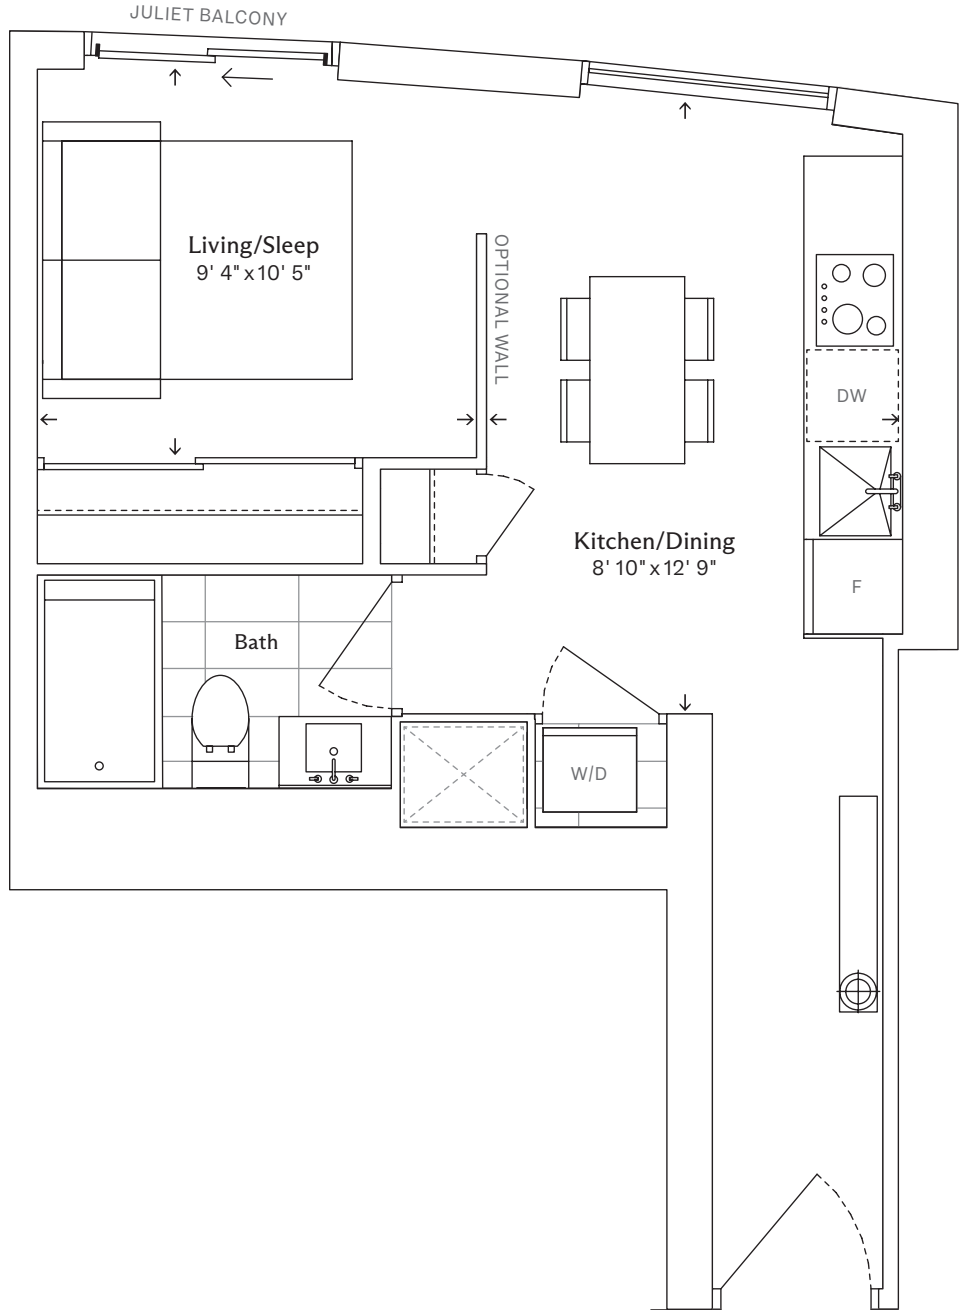 JULIET BALCONY
Living/Sleep
9' 4" x 10' 5"
OPTIONAL WALL
DW
Kitchen/Dining
8' 10" x 12' 9"
F
Bath
W/D